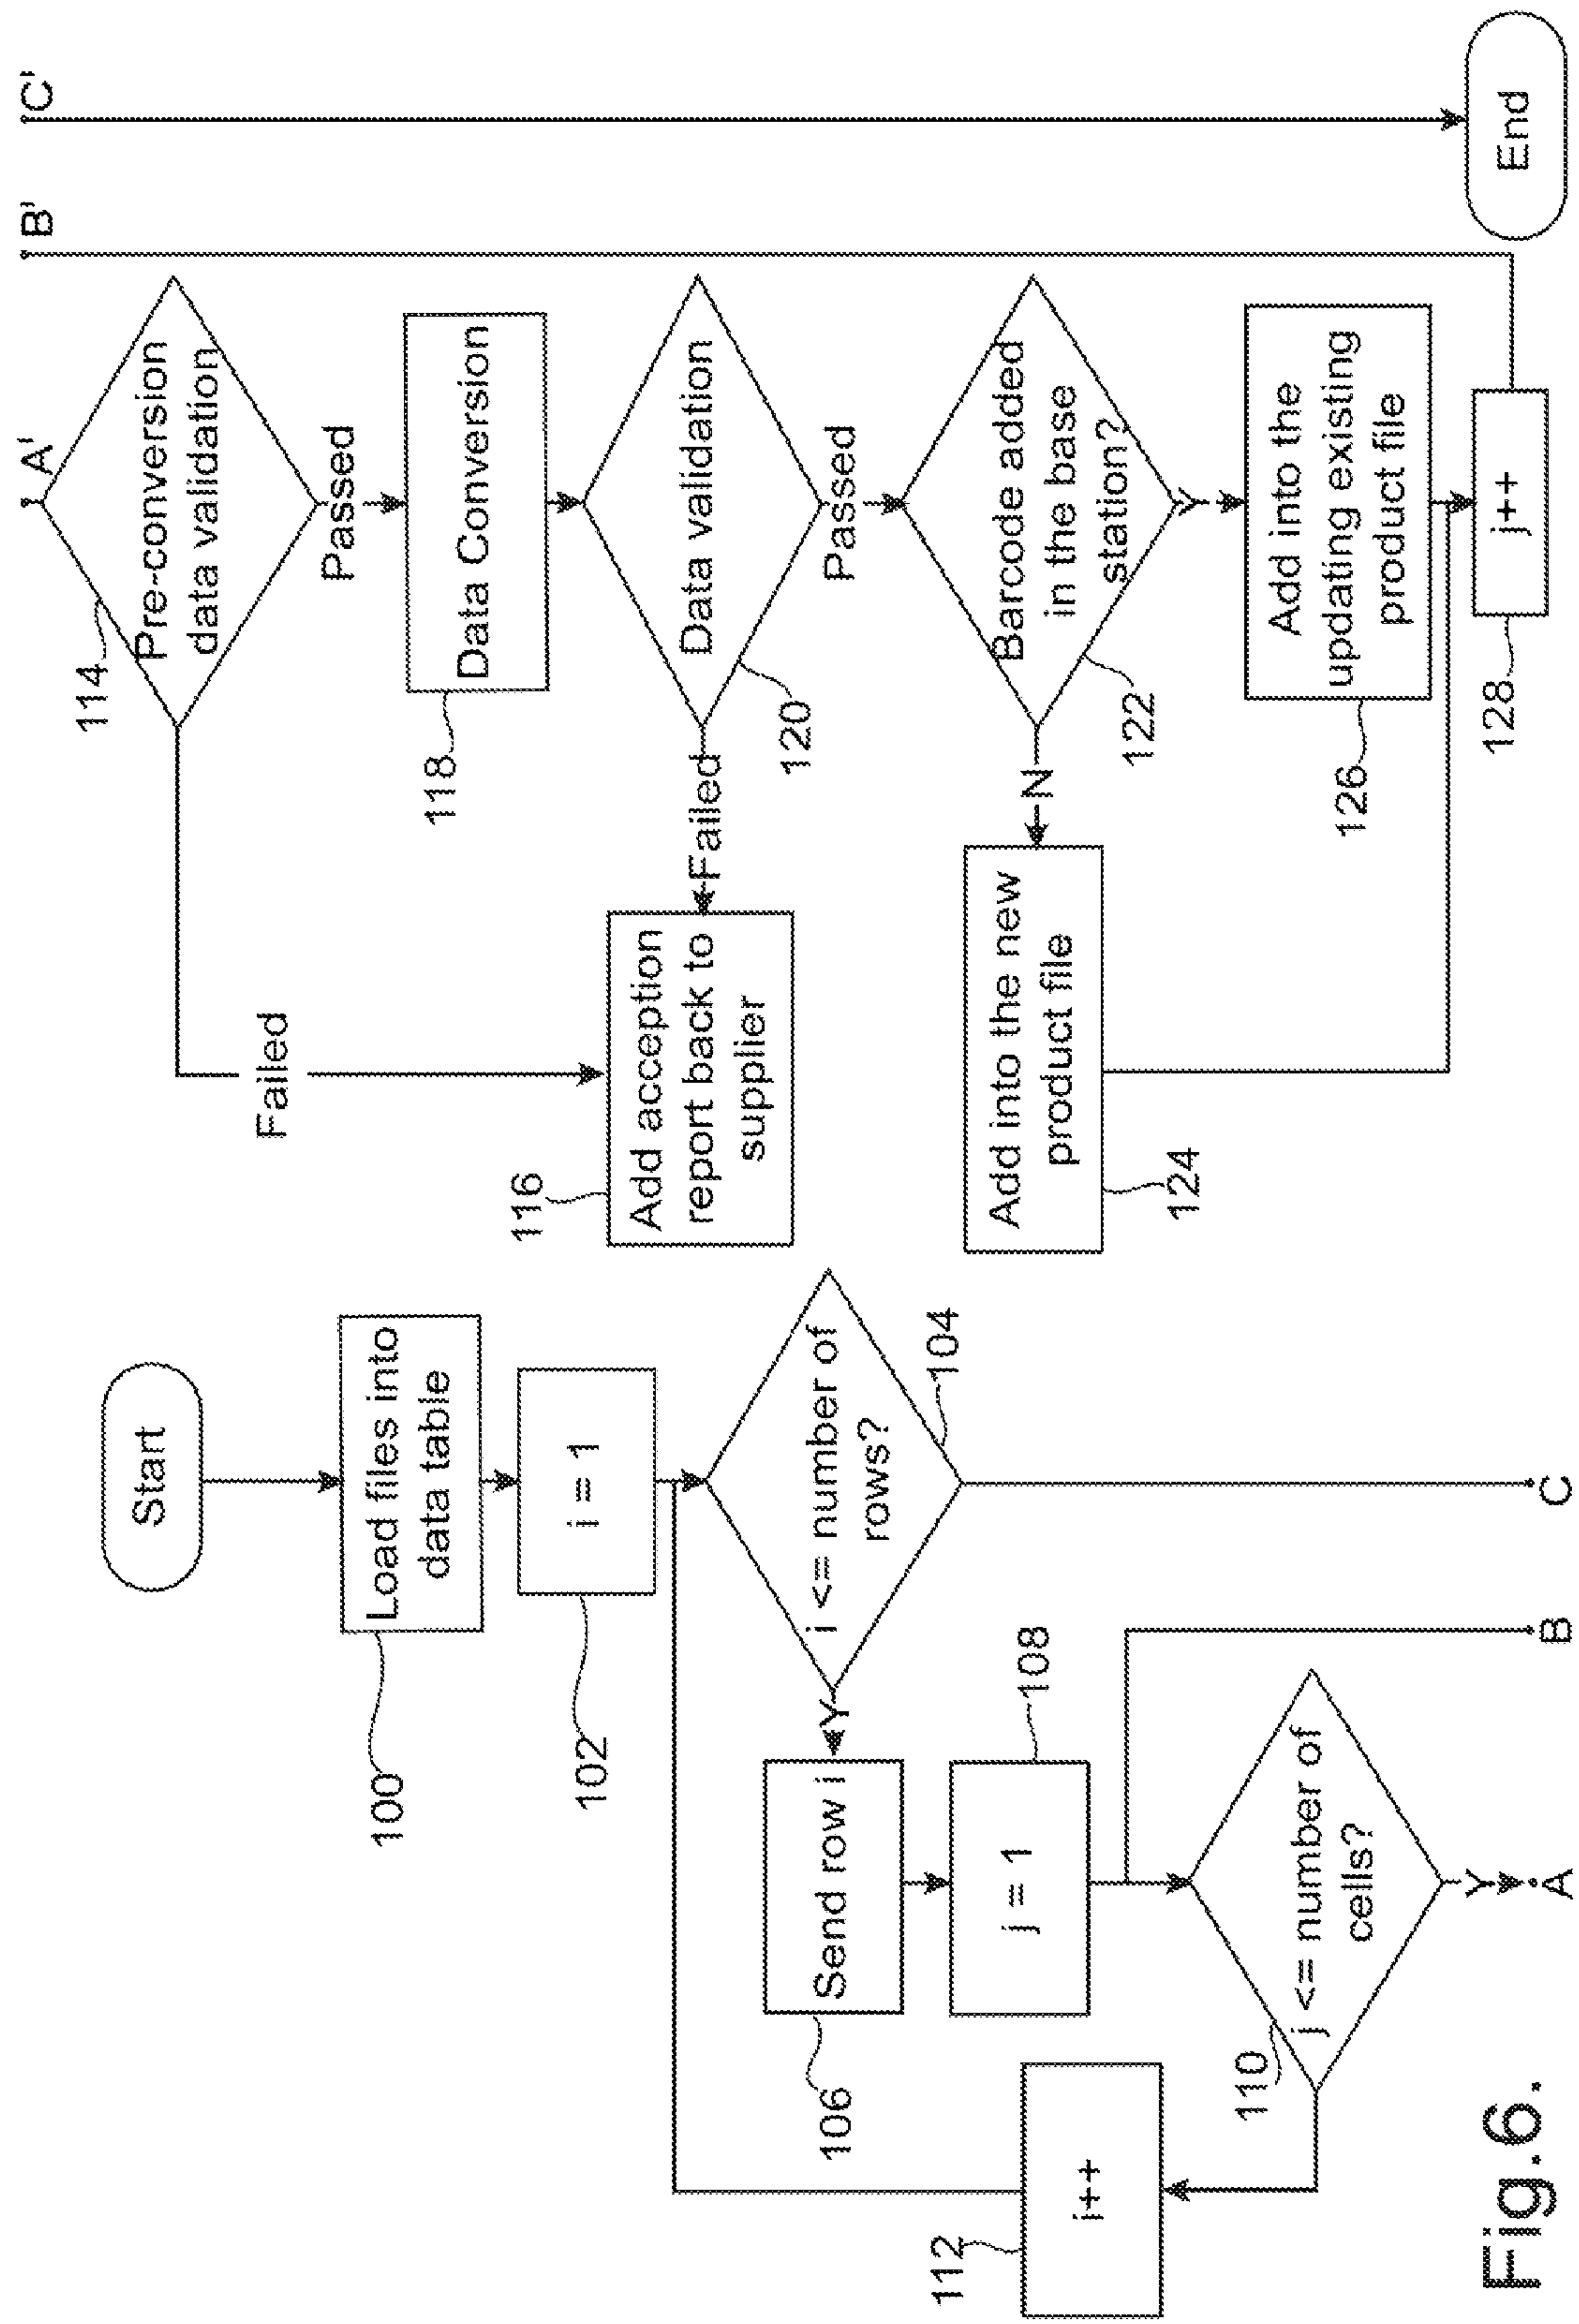 Start
Load files into
data table
100
i = 1
102
i <= number of
rows?
104
Y
Send row i
106
j = 1
108
i++
112
j <= number of
cells?
110
Y
A
B
C
A'
B'
C'
Pre-conversion
data validation
114
Failed
Passed
Data Conversion
118
Data validation
120
Failed
Add acception
report back to
supplier
116
Passed
Barcode added
in the base
station?
122
N
Add into the new
product file
124
Y
Add into the
updating existing
product file
126
j++
128
End
Fig.6.